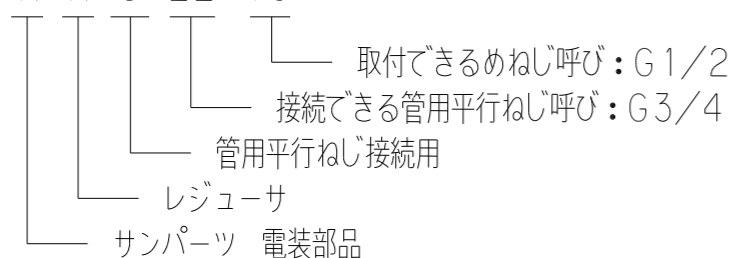 取付できるめねじ呼び：G1／2
接続できる管用平行ねじ呼び：G3／4
管用平行ねじ接続用
レジューサ
サンパーツ 電装部品